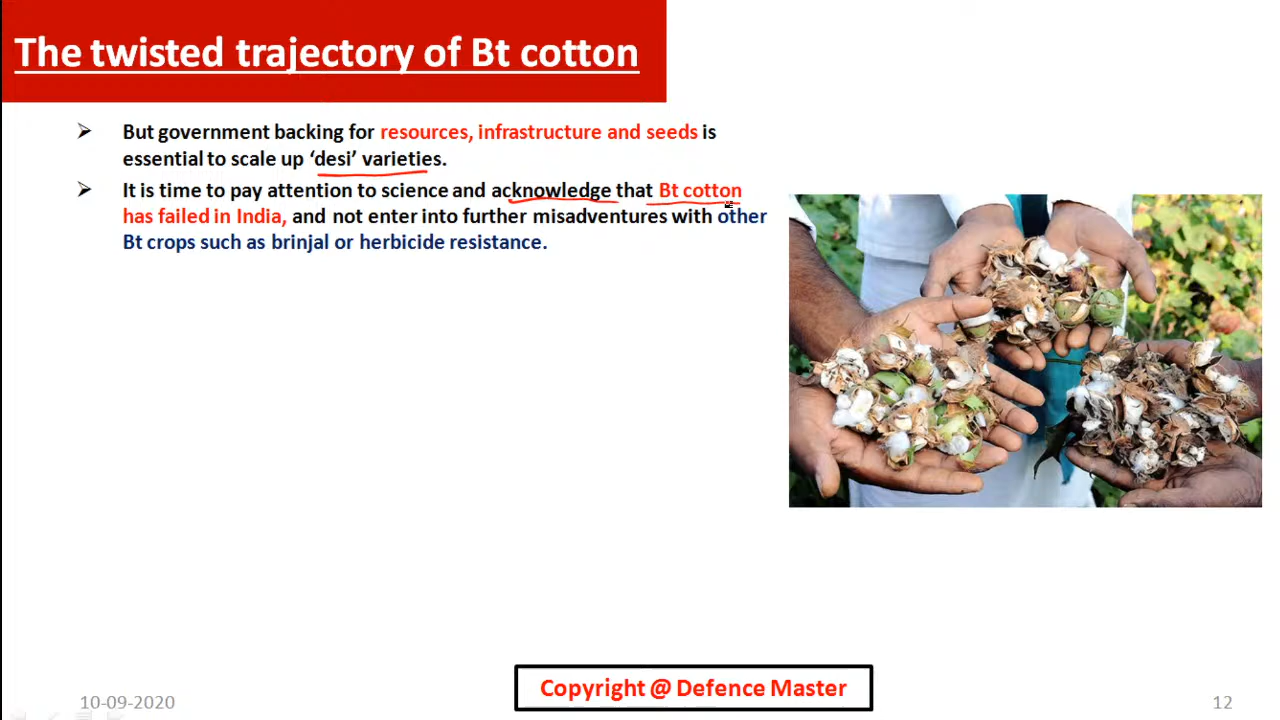 The twisted trajectory of Bt cotton
➢ But government backing for resources, infrastructure and seeds is
essential to scale up ‘desi’ varieties.
➢ It is time to pay attention to science and acknowledge that Bt cotton
has failed in India, and not enter into further misadventures with other
Bt crops such as brinjal or herbicide resistance.
Copyright @ Defence Master
10-09-2020
12